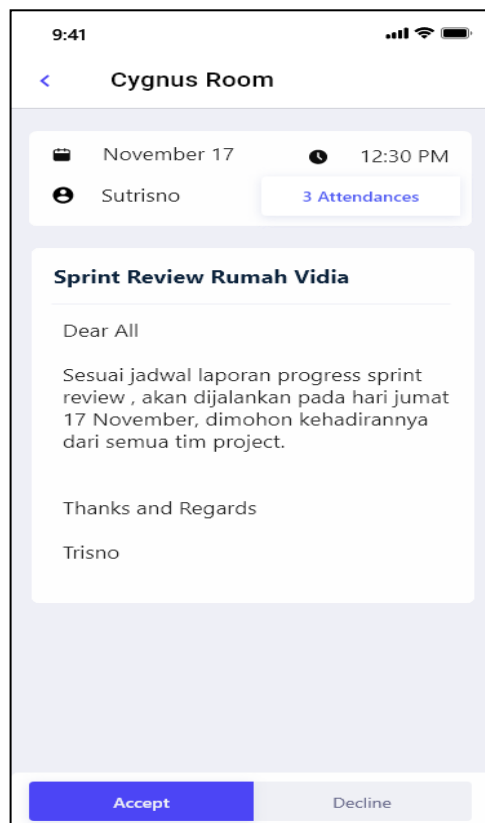 9:41
Cygnus Room
November 17 12:30 PM
Sutrisno 3 Attendances
Sprint Review Rumah Vidia
Dear All
Sesuai jadwal laporan progress sprint
review , akan dijalankan pada hari jumat
17 November, dimohon kehadirannya
dari semua tim project.
Thanks and Regards
Trisno
Accept Decline